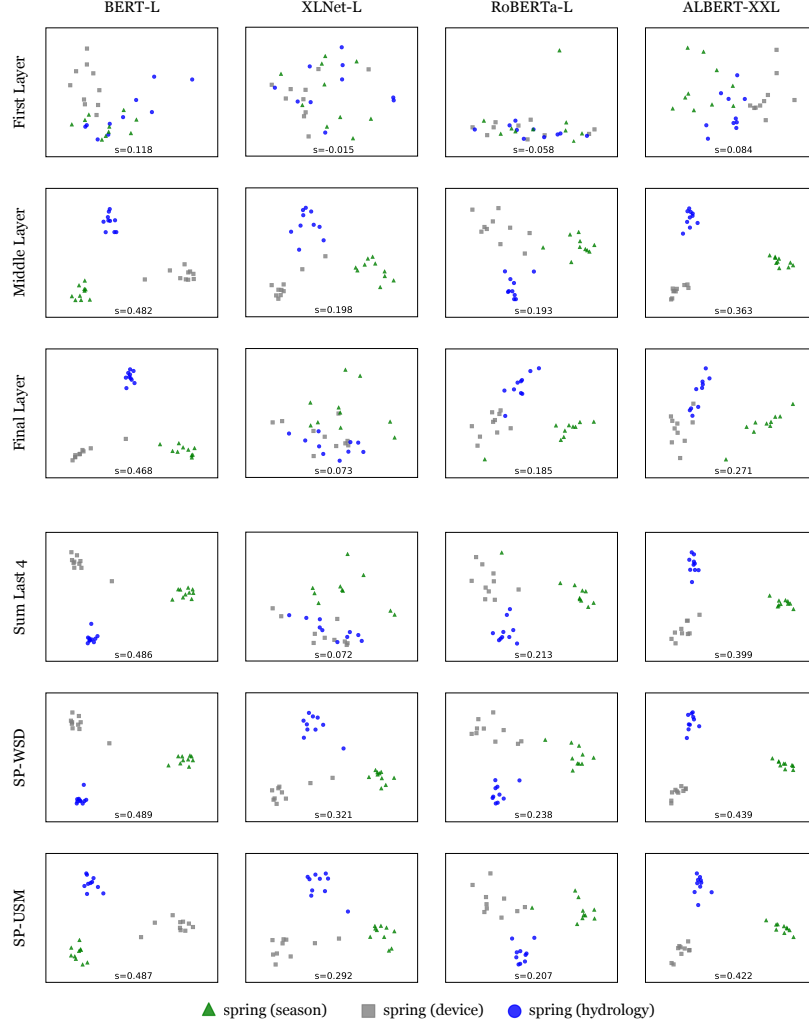 BERT-L XLNet-L RoBERTa-L ALBERT-XXL
First Layer
s=0.118 s=-0.015 s=-0.058 s=0.084
Middle Layer
s=0.482 s=0.198 s=0.193 s=0.363
Final Layer
s=0.468 s=0.073 s=0.185 s=0.271
Sum Last 4
s=0.486 s=0.072 s=0.213 s=0.399
SP-WSD
s=0.489 s=0.321 s=0.238 s=0.439
SP-USM
s=0.487 s=0.292 s=0.207 s=0.422
spring (season) spring (device) spring (hydrology)